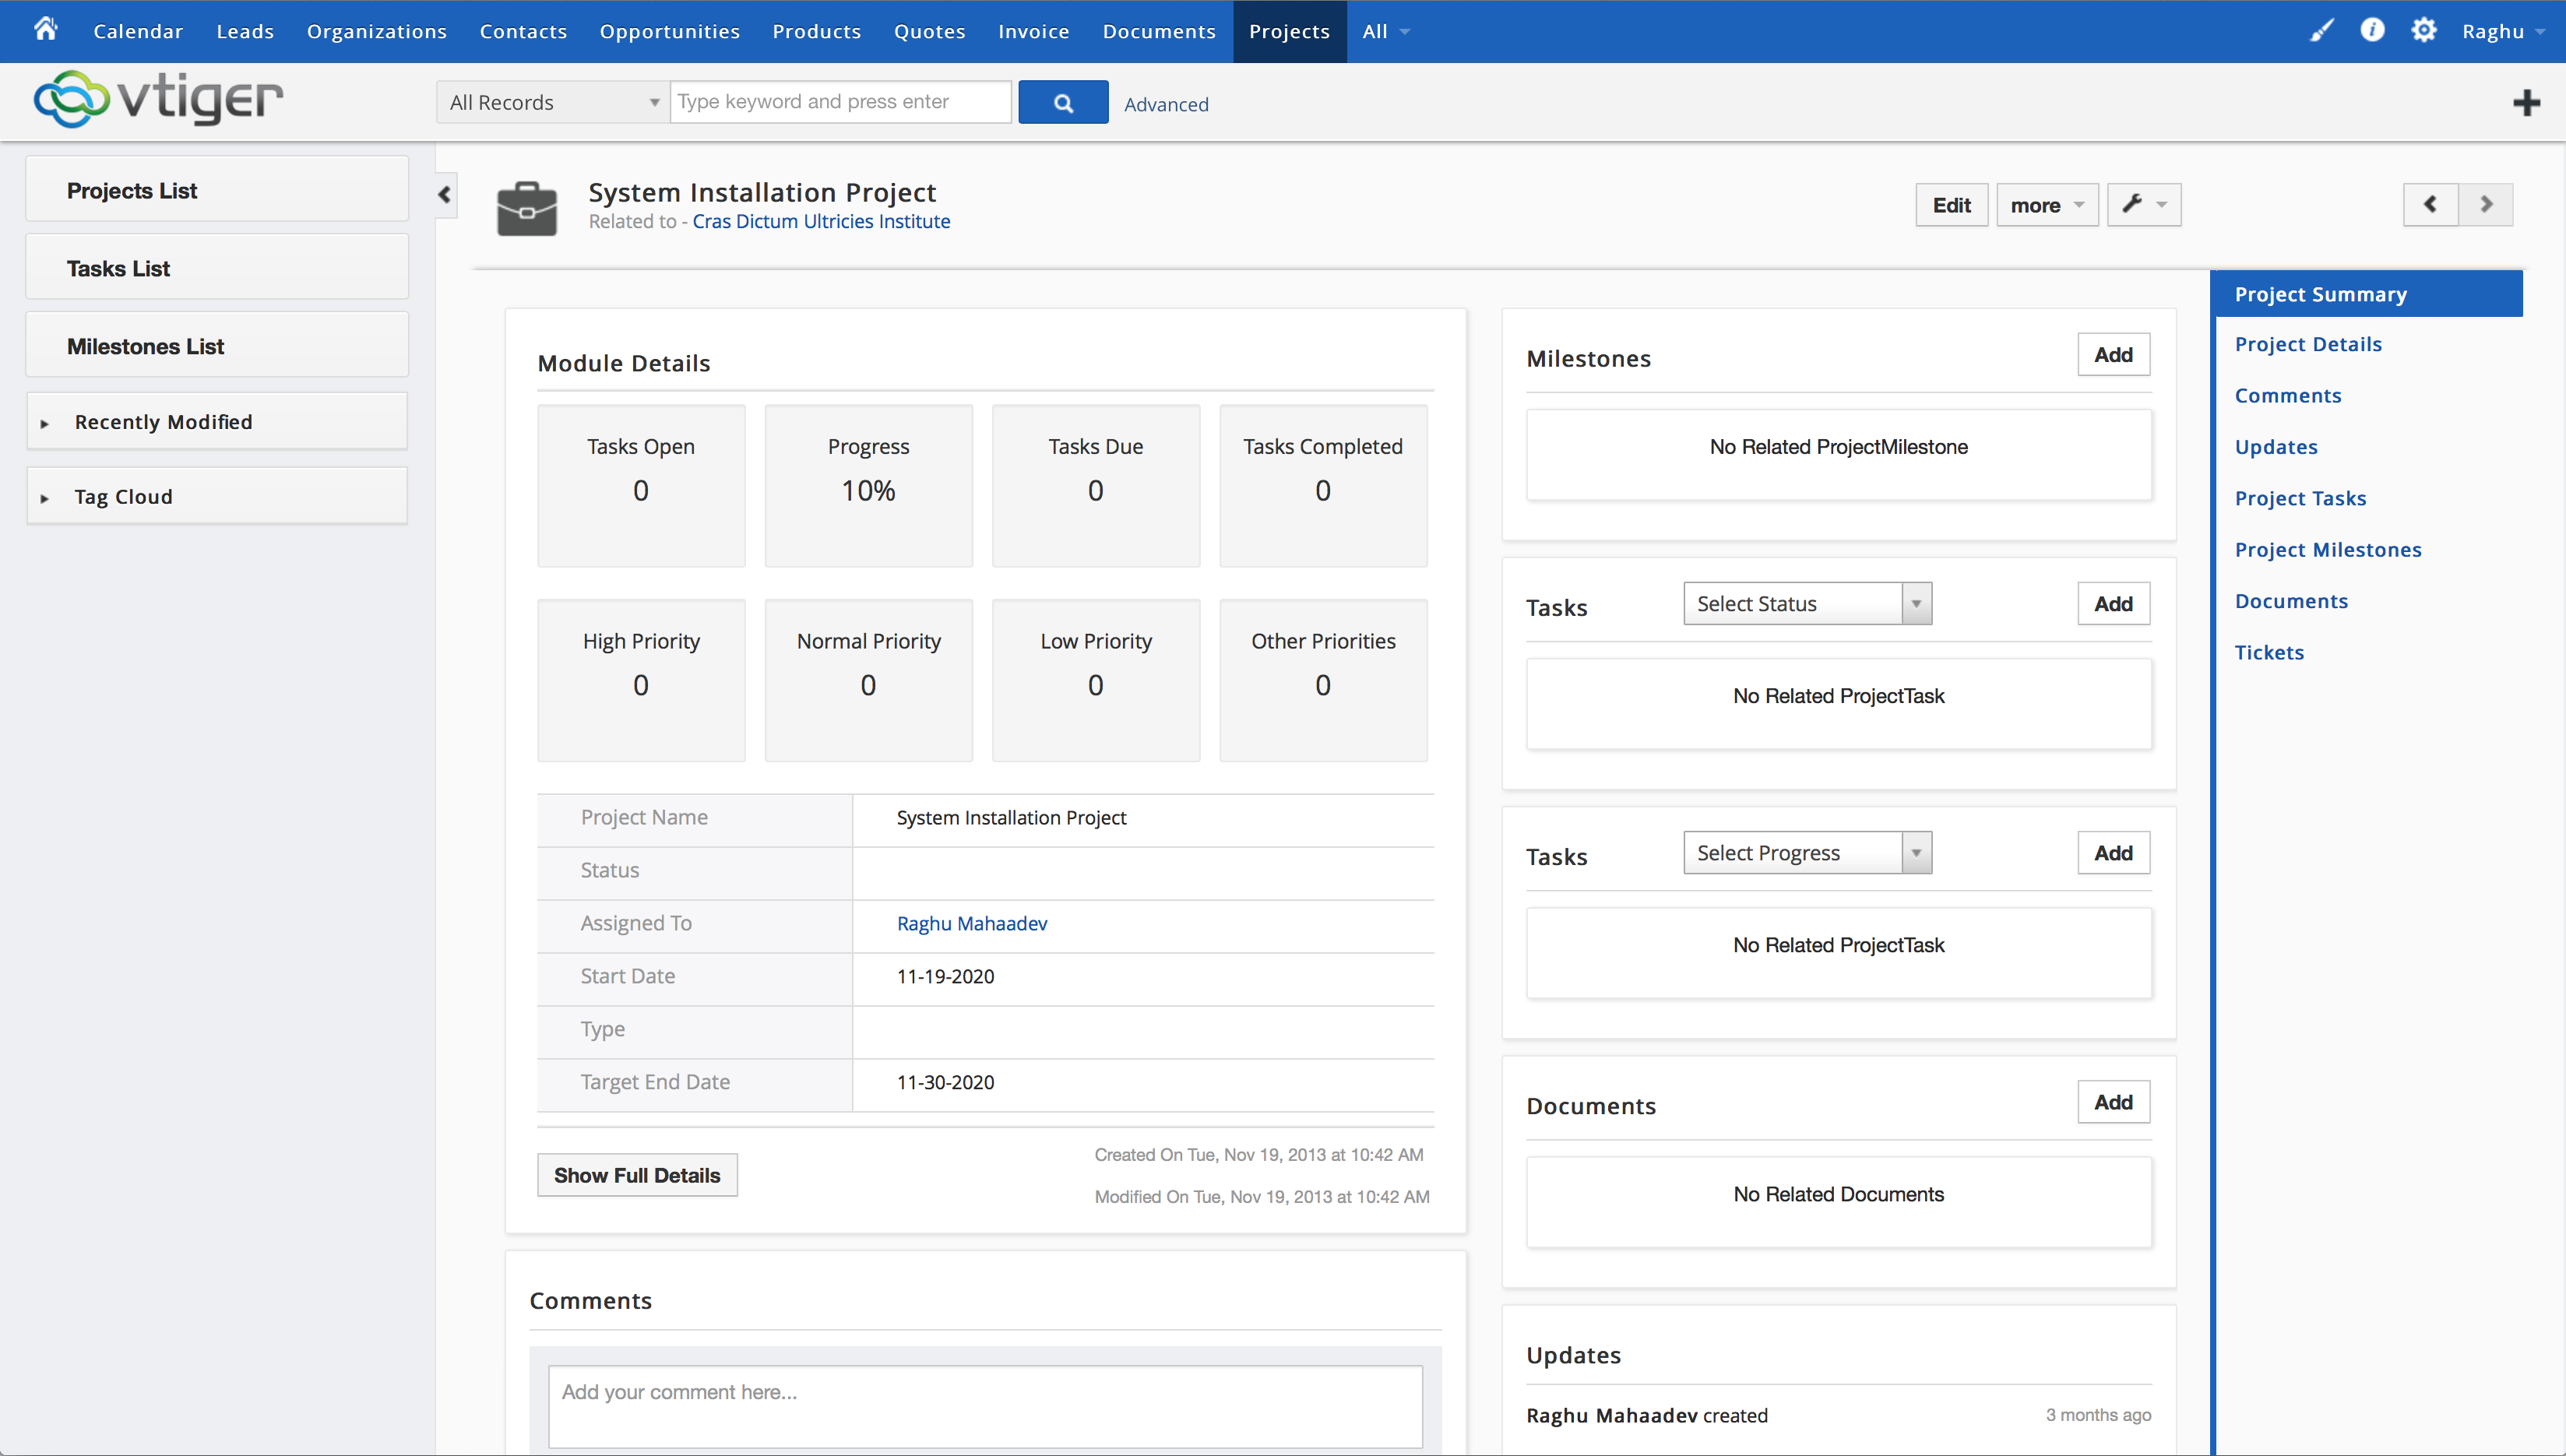 Calendar Leads Organizations Contacts Opportunities Products Quotes Invoice Documents Projects All Raghu
vtiger
All Records Type keyword and press enter Advanced
Projects List
Tasks List
Milestones List
Recently Modified
Tag Cloud
System Installation Project
Related to - Cras Dictum Ultricies Institute
Edit more
Module Details
Tasks Open Progress Tasks Due Tasks Completed
0 10% 0 0
High Priority Normal Priority Low Priority Other Priorities
0 0 0 0
Project Name System Installation Project
Status
Assigned To Raghu Mahaadev
Start Date 11-19-2020
Type
Target End Date 11-30-2020
Show Full Details
Created On Tue, Nov 19, 2013 at 10:42 AM
Modified On Tue, Nov 19, 2013 at 10:42 AM
Comments
Add your comment here...
Milestones Add
No Related ProjectMilestone
Tasks Select Status Add
No Related ProjectTask
Tasks Select Progress Add
No Related ProjectTask
Documents Add
No Related Documents
Updates
Raghu Mahaadev created 3 months ago
Project Summary
Project Details
Comments
Updates
Project Tasks
Project Milestones
Documents
Tickets